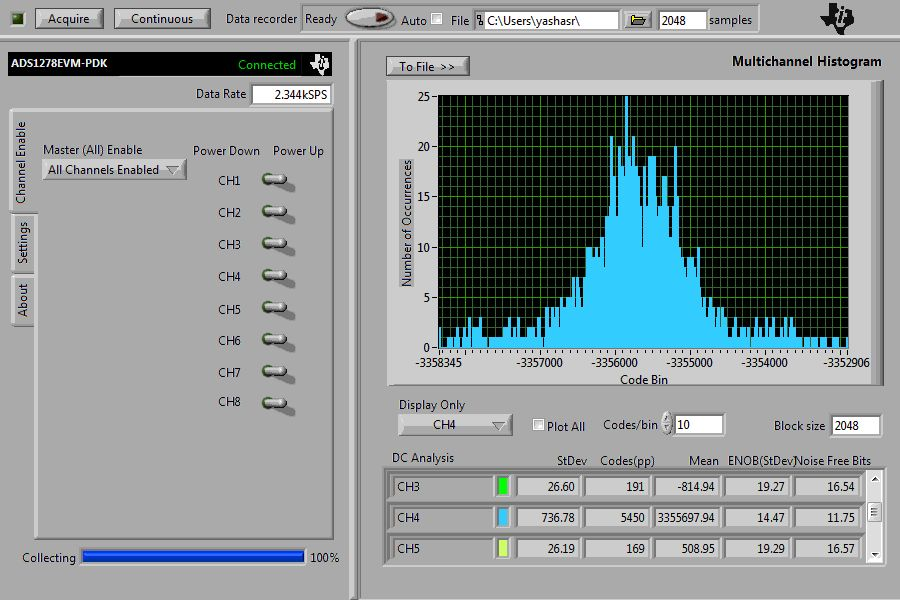 Acquire Continuous Data recorder Ready Auto File C:\Users\yashasr\ 2048 samples
ADS1278EVM-PDK Connected
Data Rate 2.344kSPS
Channel Enable
Settings
About
Master (All) Enable Power Down Power Up
All Channels Enabled
CH1
CH2
CH3
CH4
CH5
CH6
CH7
CH8
Collecting 100%
To File >> Multichannel Histogram
Number of Occurrences
25
20
15
10
5
0
-3358345 -3357000 -3356000 -3355000 -3354000 -3352906
Code Bin
Display Only
CH4 Plot All Codes/bin 10 Block size 2048
DC Analysis StDev Codes(pp) Mean ENOB(StDev) Noise Free Bits
CH3 26.60 191 -814.94 19.27 16.54
CH4 736.78 5450 3355697.94 14.47 11.75
CH5 26.19 169 508.95 19.29 16.57